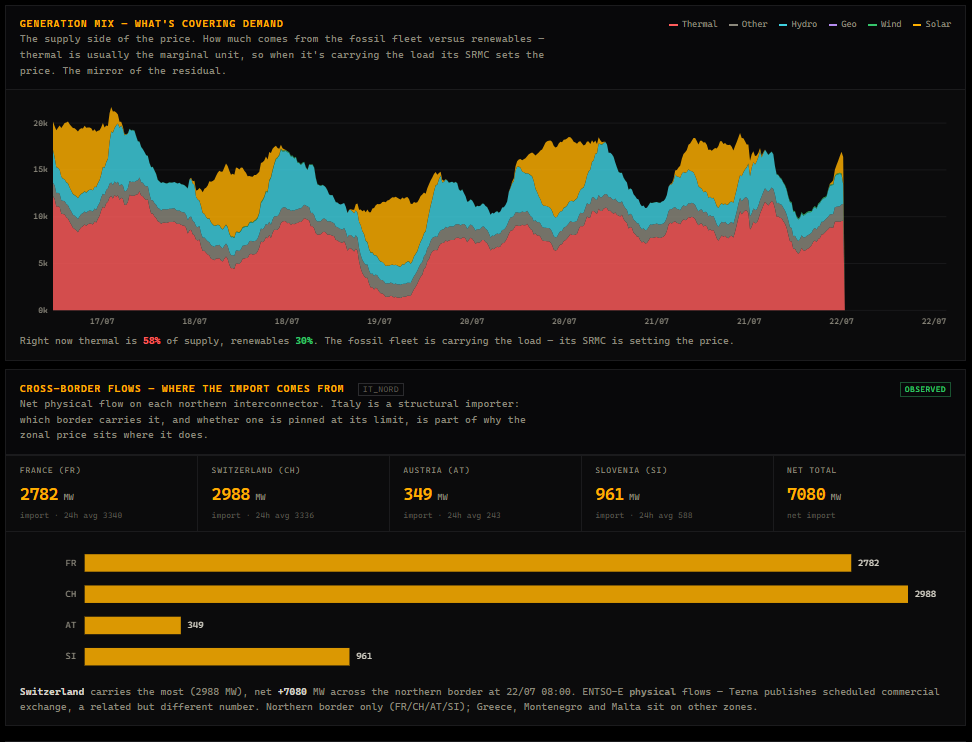 GENERATION MIX — WHAT'S COVERING DEMAND
Thermal Other Hydro Geo Wind Solar
The supply side of the price. How much comes from the fossil fleet versus renewables —
thermal is usually the marginal unit, so when it's carrying the load its SRMC sets the
price. The mirror of the residual.
20k
15k
10k
5k
0k
17/07 18/07 18/07 19/07 20/07 20/07 21/07 21/07 22/07 22/07
Right now thermal is 58% of supply, renewables 30%. The fossil fleet is carrying the load — its SRMC is setting the price.
CROSS-BORDER FLOWS — WHERE THE IMPORT COMES FROM IT_NORD
OBSERVED
Net physical flow on each northern interconnector. Italy is a structural importer:
which border carries it, and whether one is pinned at its limit, is part of why the
zonal price sits where it does.
FRANCE (FR) SWITZERLAND (CH) AUSTRIA (AT) SLOVENIA (SI) NET TOTAL
2782 MW 2988 MW 349 MW 961 MW 7080 MW
import · 24h avg 3340 import · 24h avg 3336 import · 24h avg 243 import · 24h avg 588 net import
FR 2782
CH 2988
AT 349
SI 961
Switzerland carries the most (2988 MW), net +7080 MW across the northern border at 22/07 08:00. ENTSO-E physical flows — Terna publishes scheduled commercial
exchange, a related but different number. Northern border only (FR/CH/AT/SI); Greece, Montenegro and Malta sit on other zones.